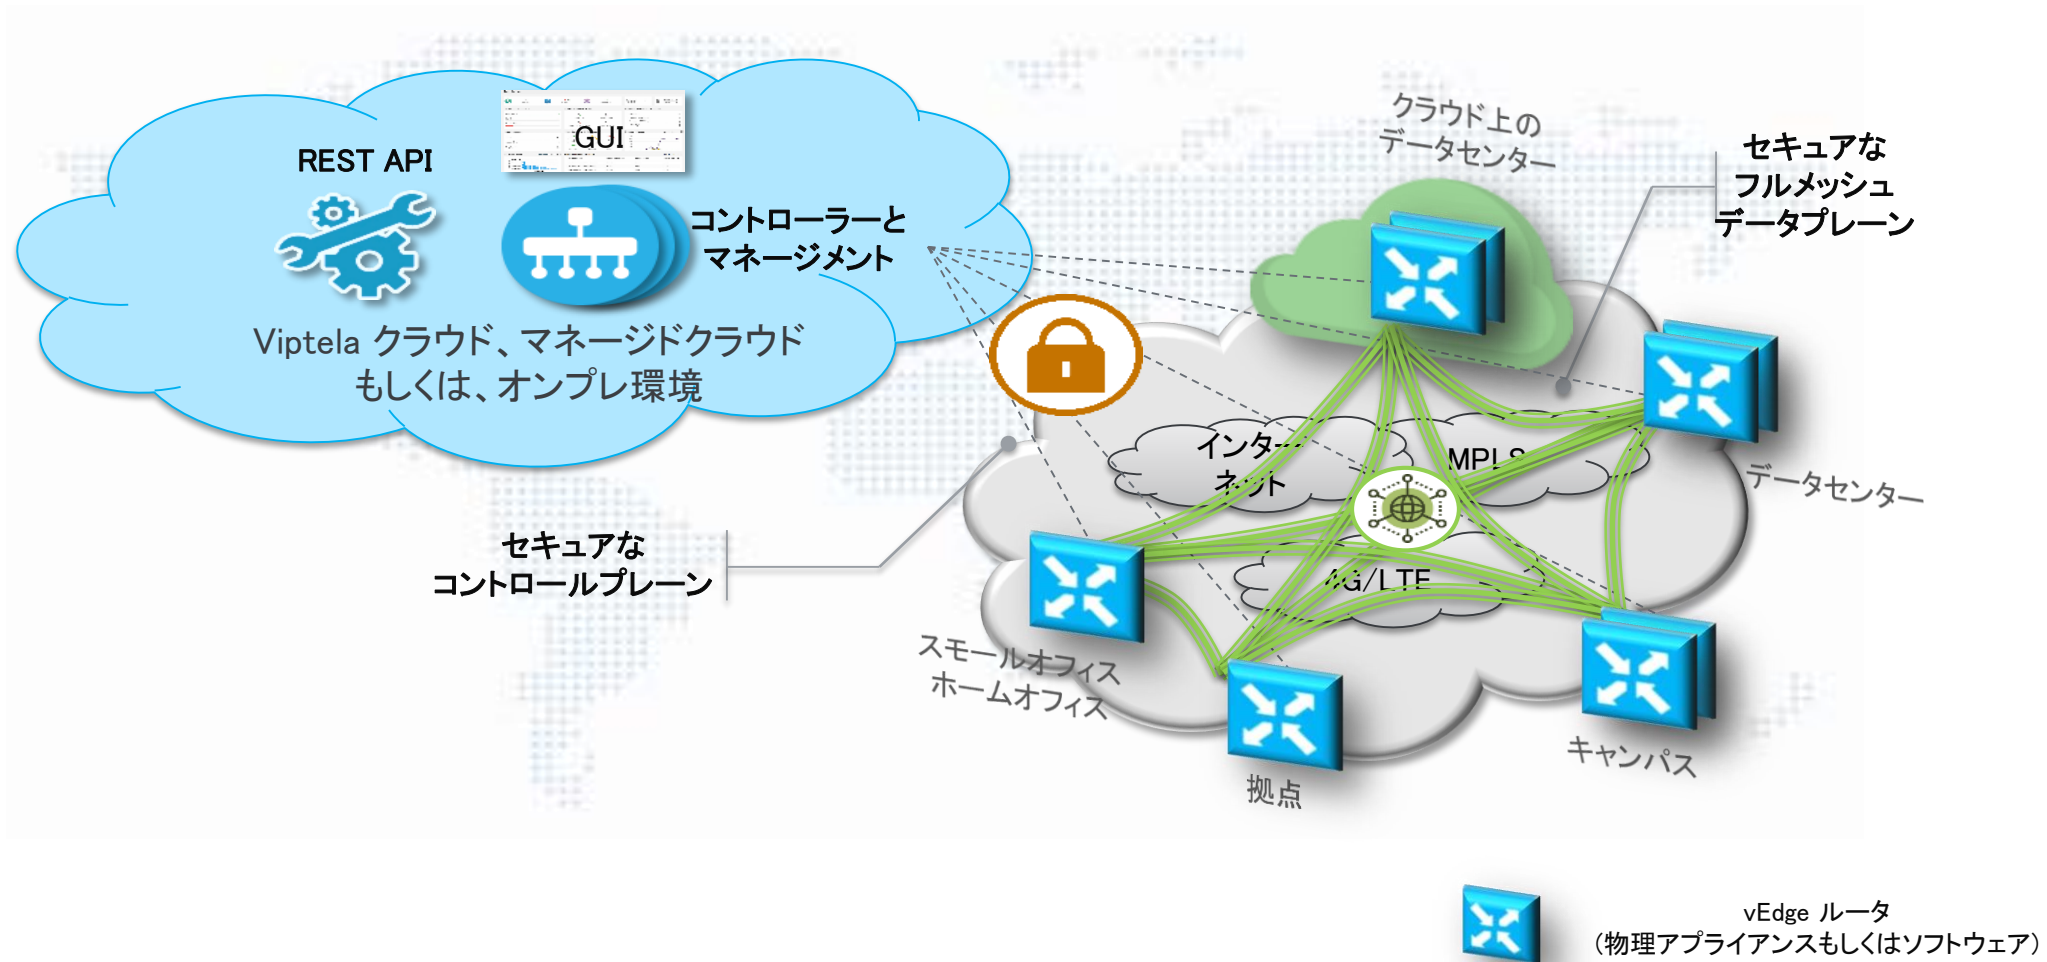 GUI
REST API
コントローラーと
マネージメント
Viptela クラウド、マネージドクラウド
もしくは、オンプレ環境
クラウド上の
データセンター
セキュアな
フルメッシュ
データプレーン
インター
ネット
MPLS
データセンター
4G/LTE
セキュアな
コントロールプレーン
スモールオフィス
ホームオフィス
拠点
キャンパス
vEdge ルータ
（物理アプライアンスもしくはソフトウェア）